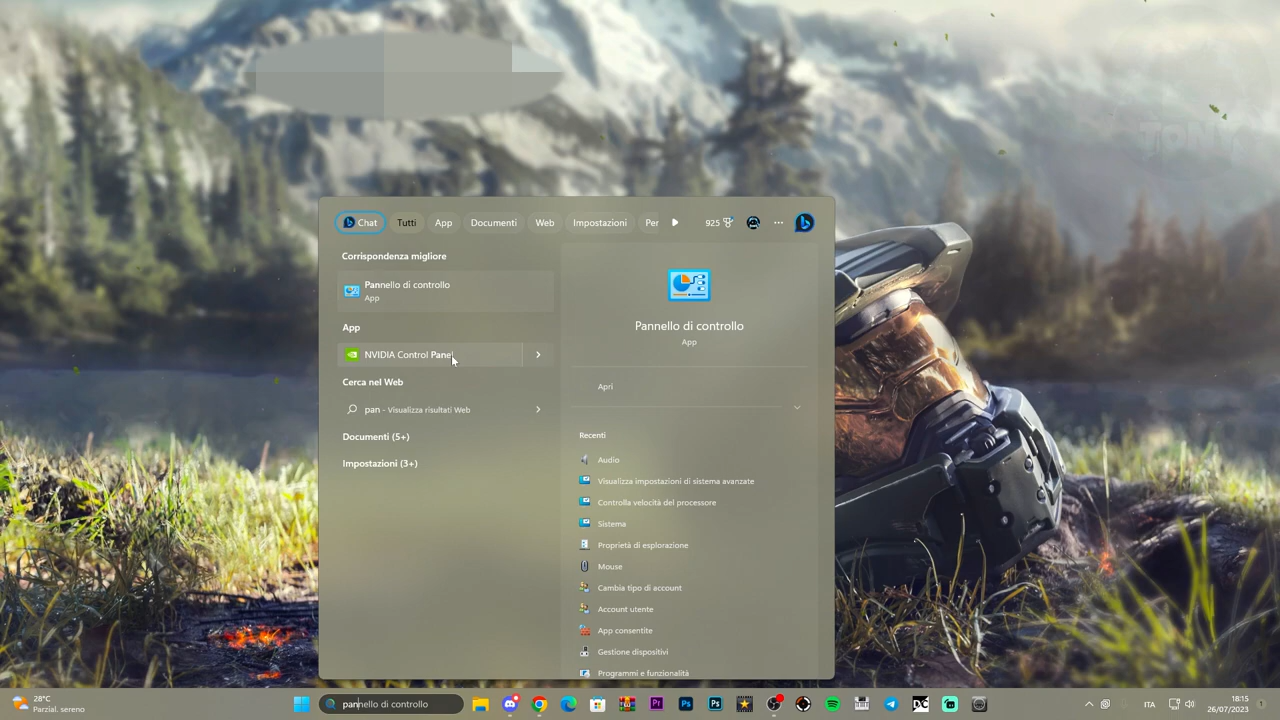 TONY
Chat
Tutti
App
Documenti
Web
Impostazioni
Per
925
Corrispondenza migliore
Pannello di controllo
App
App
NVIDIA Control Panel
Cerca nel Web
pan - Visualizza risultati Web
Documenti (5+)
Impostazioni (3+)
Pannello di controllo
App
Apri
Recenti
Audio
Visualizza impostazioni di sistema avanzate
Controlla velocità del processore
Sistema
Proprietà di esplorazione
Mouse
Cambia tipo di account
Account utente
App consentite
Gestione dispositivi
Programmi e funzionalità
28°C
Parzial. sereno
pannello di controllo
ITA
18:15
26/07/2023